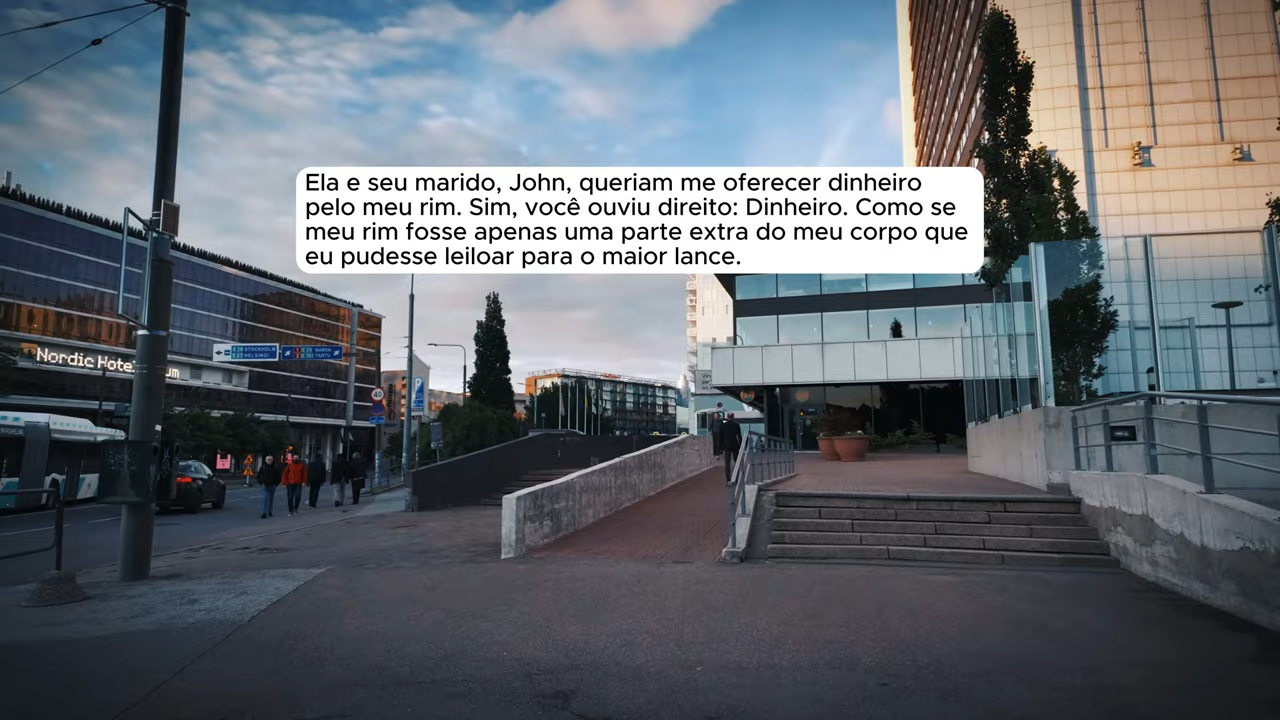 Ela e seu marido, John, queriam me oferecer dinheiro
pelo meu rim. Sim, você ouviu direito: Dinheiro. Como se
meu rim fosse apenas uma parte extra do meu corpo que
eu pudesse leiloar para o maior lance.
Nordic Hotel
STOCKHOLM
HELSINGI
NARVA
TARTU
40
P